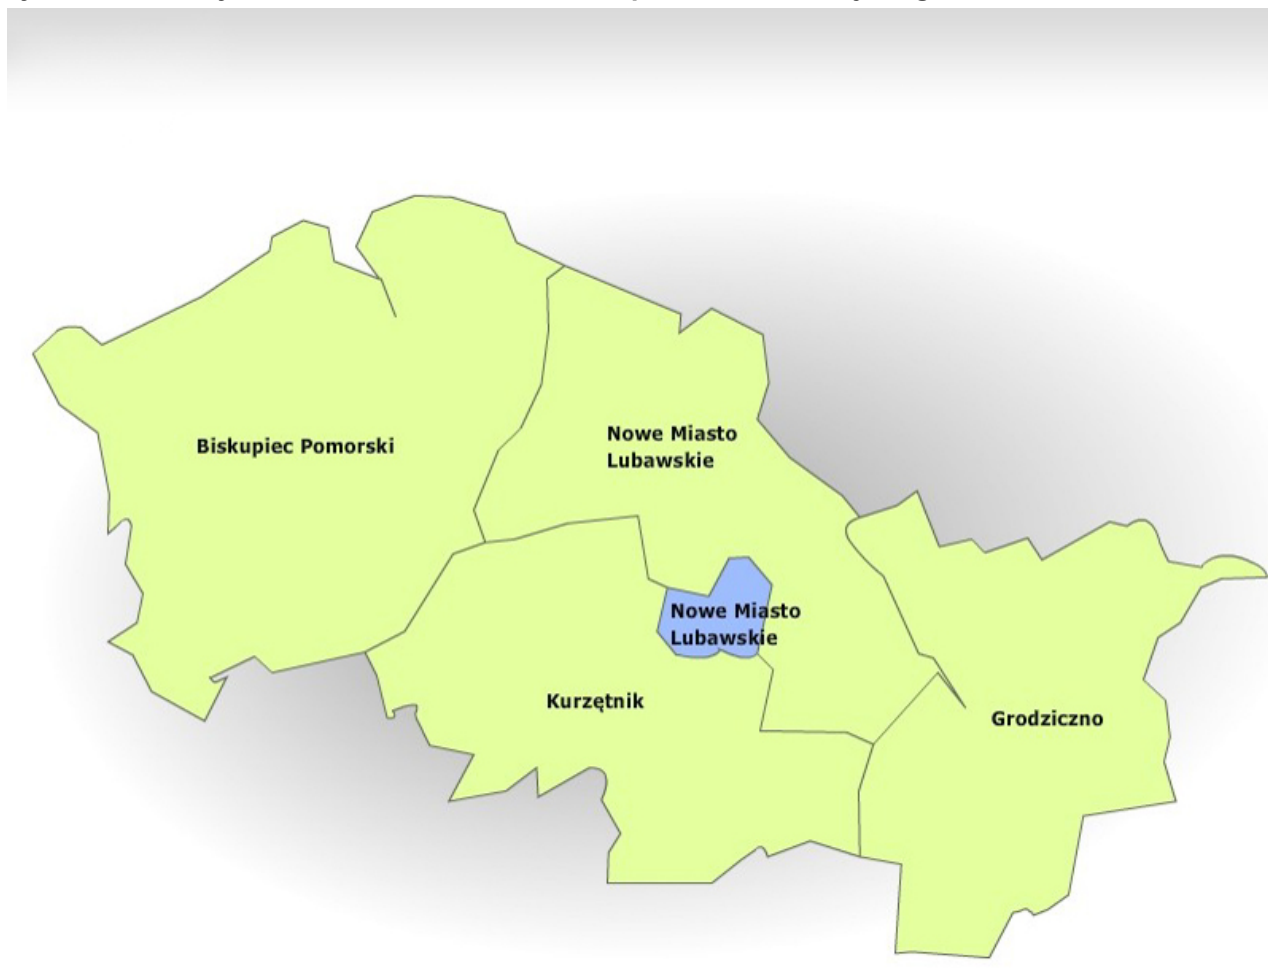 Biskupiec Pomorski
Nowe Miasto
Lubawskie
Nowe Miasto
Lubawskie
Kurzętnik
Grodziczno